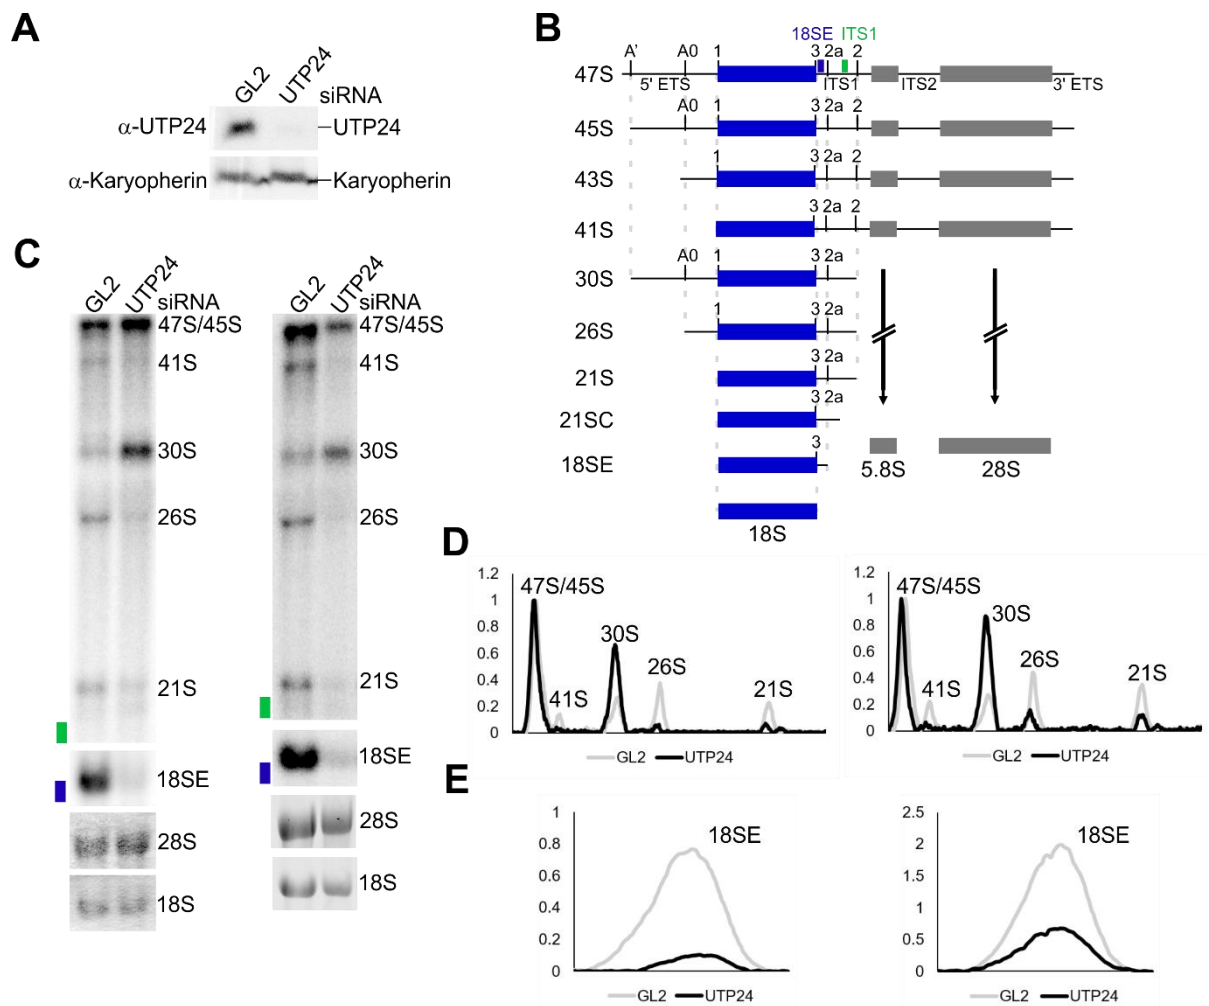 A
GL2 UTP24 siRNA
α-UTP24 UTP24
α-Karyopherin Karyopherin
B
18SE ITS1
A' A0 1 3 2a 2
47S 5' ETS ITS1 ITS2 3' ETS
A0 1 3 2a 2
45S
1 3 2a 2
43S
3 2a 2
41S
A0 1 3 2a
30S
1 3 2a
26S
3 2a
21S
3 2a
21SC
3
18SE
5.8S 28S
18S
C
GL2 UTP24 siRNA
47S/45S
41S
30S
26S
21S
18SE
28S
18S
GL2 UTP24 siRNA
47S/45S
41S
30S
26S
21S
18SE
28S
18S
D
1.2
1
0.8
0.6
0.4
0.2
0
47S/45S
41S
30S
26S
21S
GL2 UTP24
1.2
1
0.8
0.6
0.4
0.2
0
47S/45S
41S
30S
26S
21S
GL2 UTP24
E
1
0.8
0.6
0.4
0.2
0
18SE
GL2 UTP24
2.5
2
1.5
1
0.5
0
18SE
GL2 UTP24